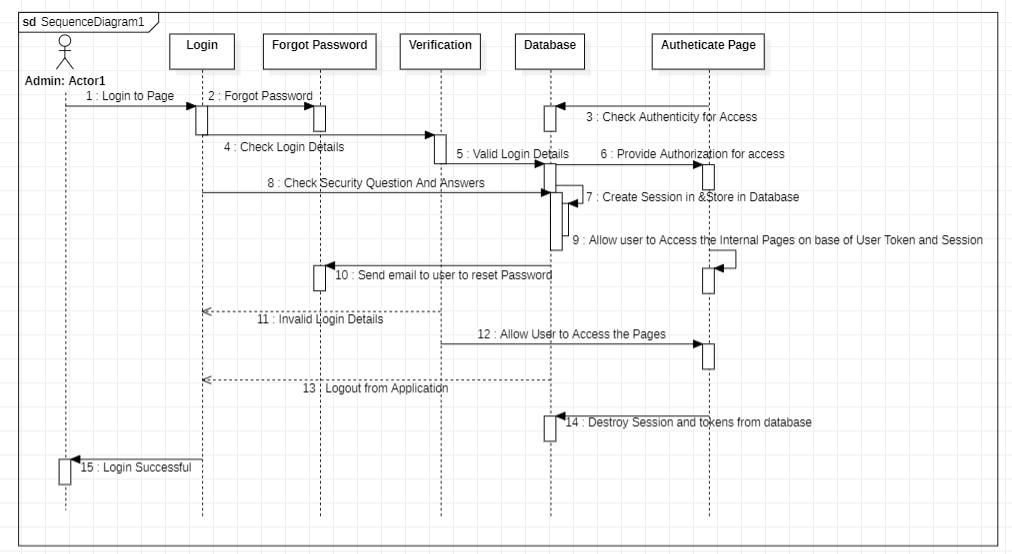 sd SequenceDiagram1
Login
Forgot Password
Verification
Database
Autheticate Page
Admin: Actor1
1 : Login to Page
2 : Forgot Password
3 : Check Authenticity for Access
4 : Check Login Details
5 : Valid Login Details
6 : Provide Authorization for access
8 : Check Security Question And Answers
7 : Create Session in &Store in Database
9 : Allow user to Access the Internal Pages on base of User Token and Session
10 : Send email to user to reset Password
11 : Invalid Login Details
12 : Allow User to Access the Pages
13 : Logout from Application
14 : Destroy Session and tokens from database
15 : Login Successful